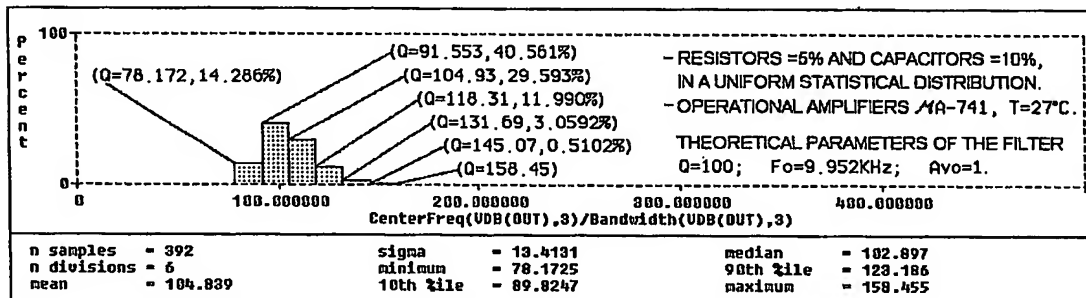 Percent
100
0
(Q=78.172,14.286%)
(Q=91.553,40.561%)
(Q=104.93,29.593%)
(Q=118.31,11.990%)
(Q=131.69,3.0592%)
(Q=145.07,0.5102%)
(Q=158.45)
- RESISTORS =5% AND CAPACITORS =10%,
IN A UNIFORM STATISTICAL DISTRIBUTION.
- OPERATIONAL AMPLIFIERS μA-741, T=27°C.
THEORETICAL PARAMETERS OF THE FILTER
Q=100; Fo=9.952KHz; Avo=1.
0 100.000000 200.000000 300.000000 400.000000
CenterFreq(VDB(OUT),3)/Bandwidth(VDB(OUT),3)
n samples = 392 sigma = 13.4131 median = 102.897
n divisions = 6 minimum = 78.1725 90th %ile = 123.186
mean = 104.839 10th %ile = 89.8247 maximum = 158.455